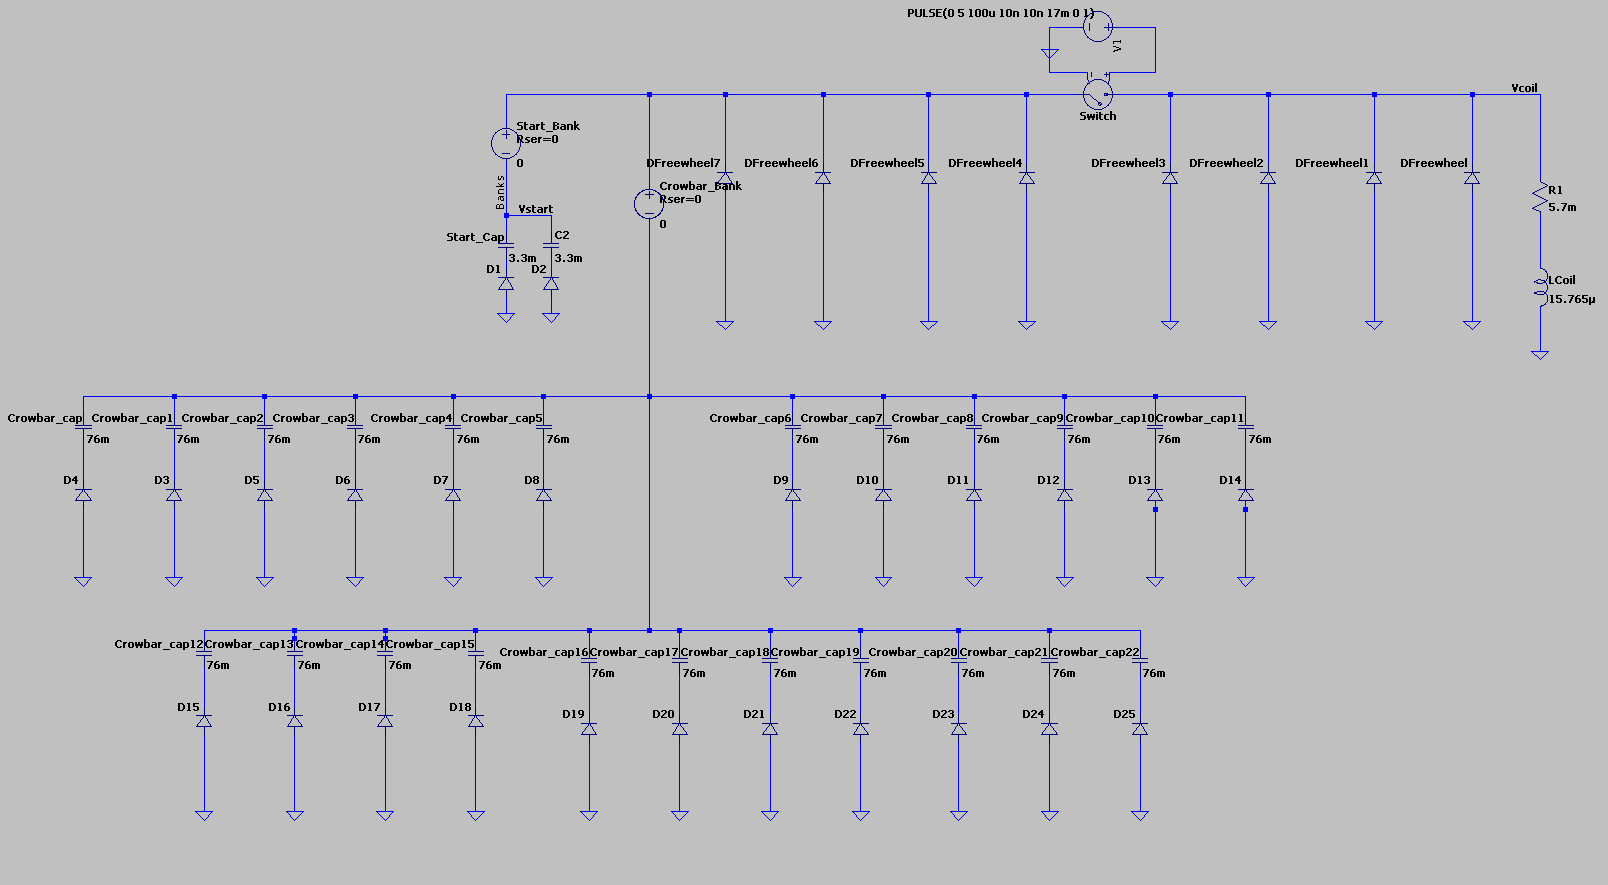 PULSE(0 5 100u 10n 10n 17m 0 1)
V1
Vcoil
Switch
Start_Bank
Rser=0
0
DFreewheel7
DFreewheel6
DFreewheel5
DFreewheel4
DFreewheel3
DFreewheel2
DFreewheel1
DFreewheel
Crowbar_Bank
Rser=0
0
R1
5.7m
Banks
Vstart
Start_Cap
3.3m
C2
3.3m
D1
D2
LCoil
15.765µ
Crowbar_cap
Crowbar_cap1
Crowbar_cap2
Crowbar_cap3
Crowbar_cap4
Crowbar_cap5
Crowbar_cap6
Crowbar_cap7
Crowbar_cap8
Crowbar_cap9
Crowbar_cap10
Crowbar_cap11
76m
76m
76m
76m
76m
76m
76m
76m
76m
76m
76m
76m
D4
D3
D5
D6
D7
D8
D9
D10
D11
D12
D13
D14
Crowbar_cap12
Crowbar_cap13
Crowbar_cap14
Crowbar_cap15
Crowbar_cap16
Crowbar_cap17
Crowbar_cap18
Crowbar_cap19
Crowbar_cap20
Crowbar_cap21
Crowbar_cap22
76m
76m
76m
76m
76m
76m
76m
76m
76m
76m
76m
D15
D16
D17
D18
D19
D20
D21
D22
D23
D24
D25